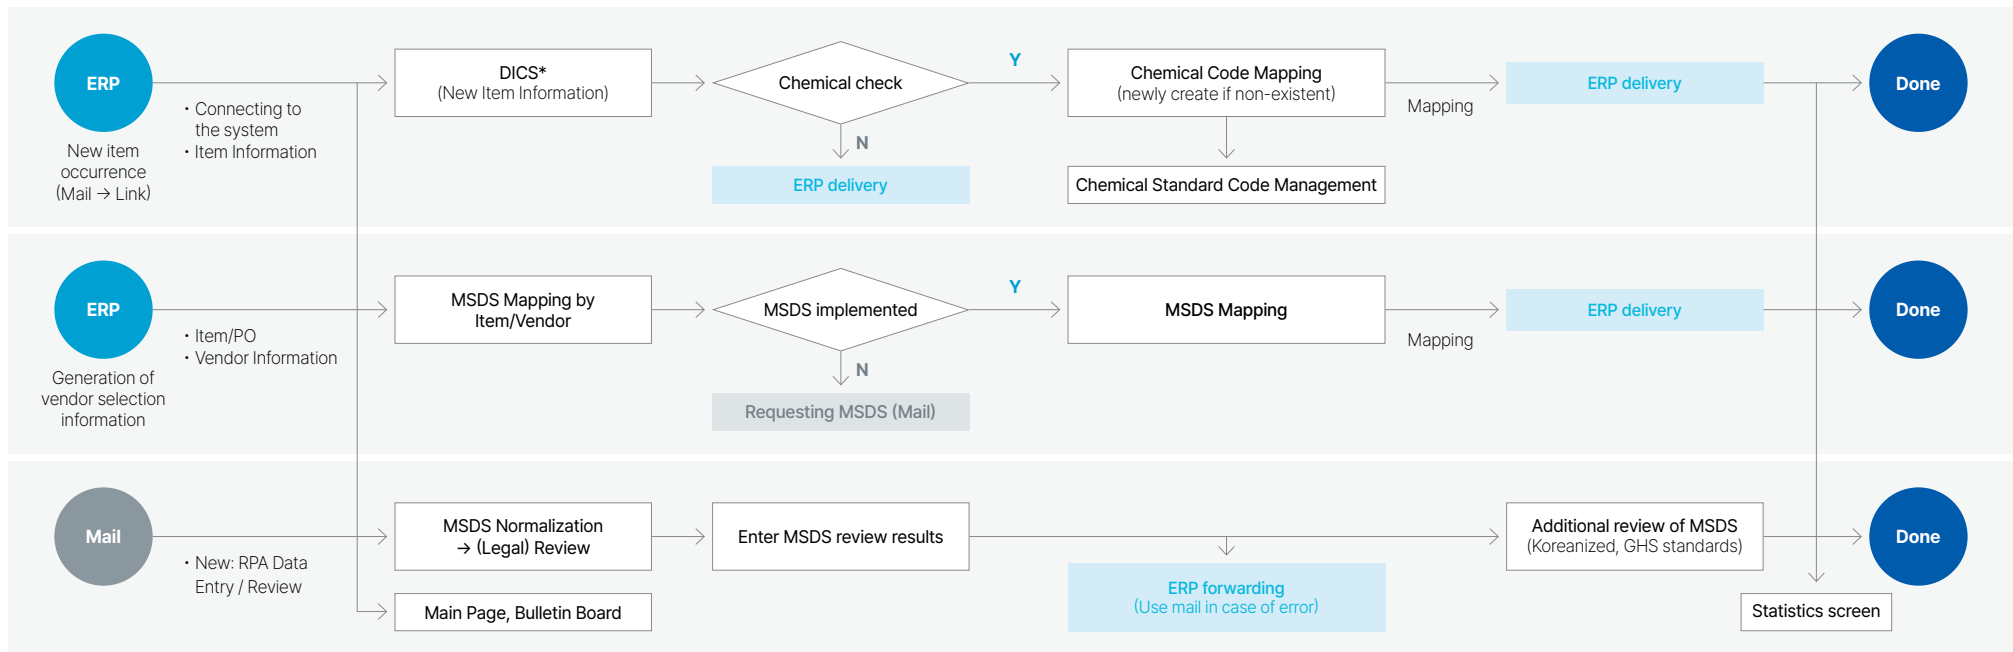 ERP
New item
occurrence
(Mail → Link)
• Connecting to
the system
• Item Information
DICS*
(New Item Information)
Chemical check
Y
N
ERP delivery
Chemical Code Mapping
(newly create if non-existent)
Chemical Standard Code Management
Mapping
ERP delivery
Done
ERP
Generation of
vendor selection
information
• Item/PO
• Vendor Information
MSDS Mapping by
Item/Vendor
MSDS implemented
Y
N
Requesting MSDS (Mail)
MSDS Mapping
Mapping
ERP delivery
Done
Mail
• New: RPA Data
Entry / Review
MSDS Normalization
→ (Legal) Review
Main Page, Bulletin Board
Enter MSDS review results
ERP forwarding
(Use mail in case of error)
Additional review of MSDS
(Koreanized, GHS standards)
Statistics screen
Done